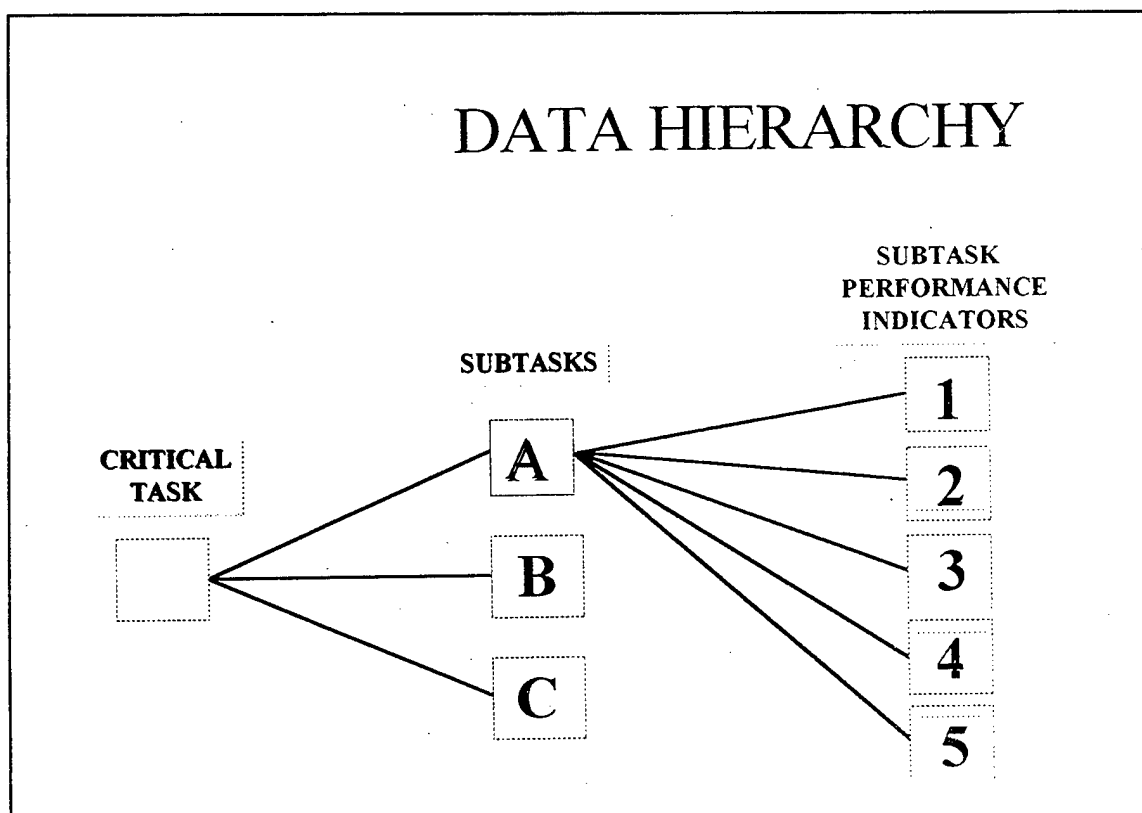 DATA HIERARCHY
SUBTASK
PERFORMANCE
INDICATORS
SUBTASKS
CRITICAL
TASK
A
B
C
1
2
3
4
5